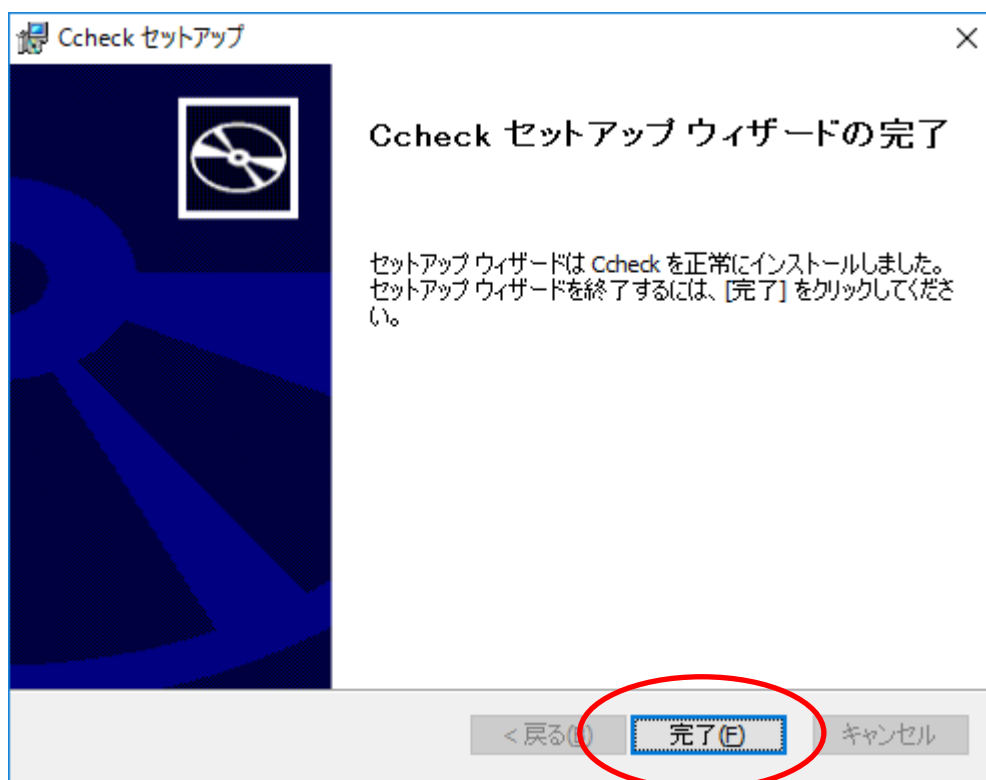 Ccheck セットアップ
Ccheck セットアップ ウィザードの完了
セットアップ ウィザードは Ccheck を正常にインストールしました。
セットアップ ウィザードを終了するには、[完了] をクリックしてくださ
い。
< 戻る(B)
完了(F)
キャンセル